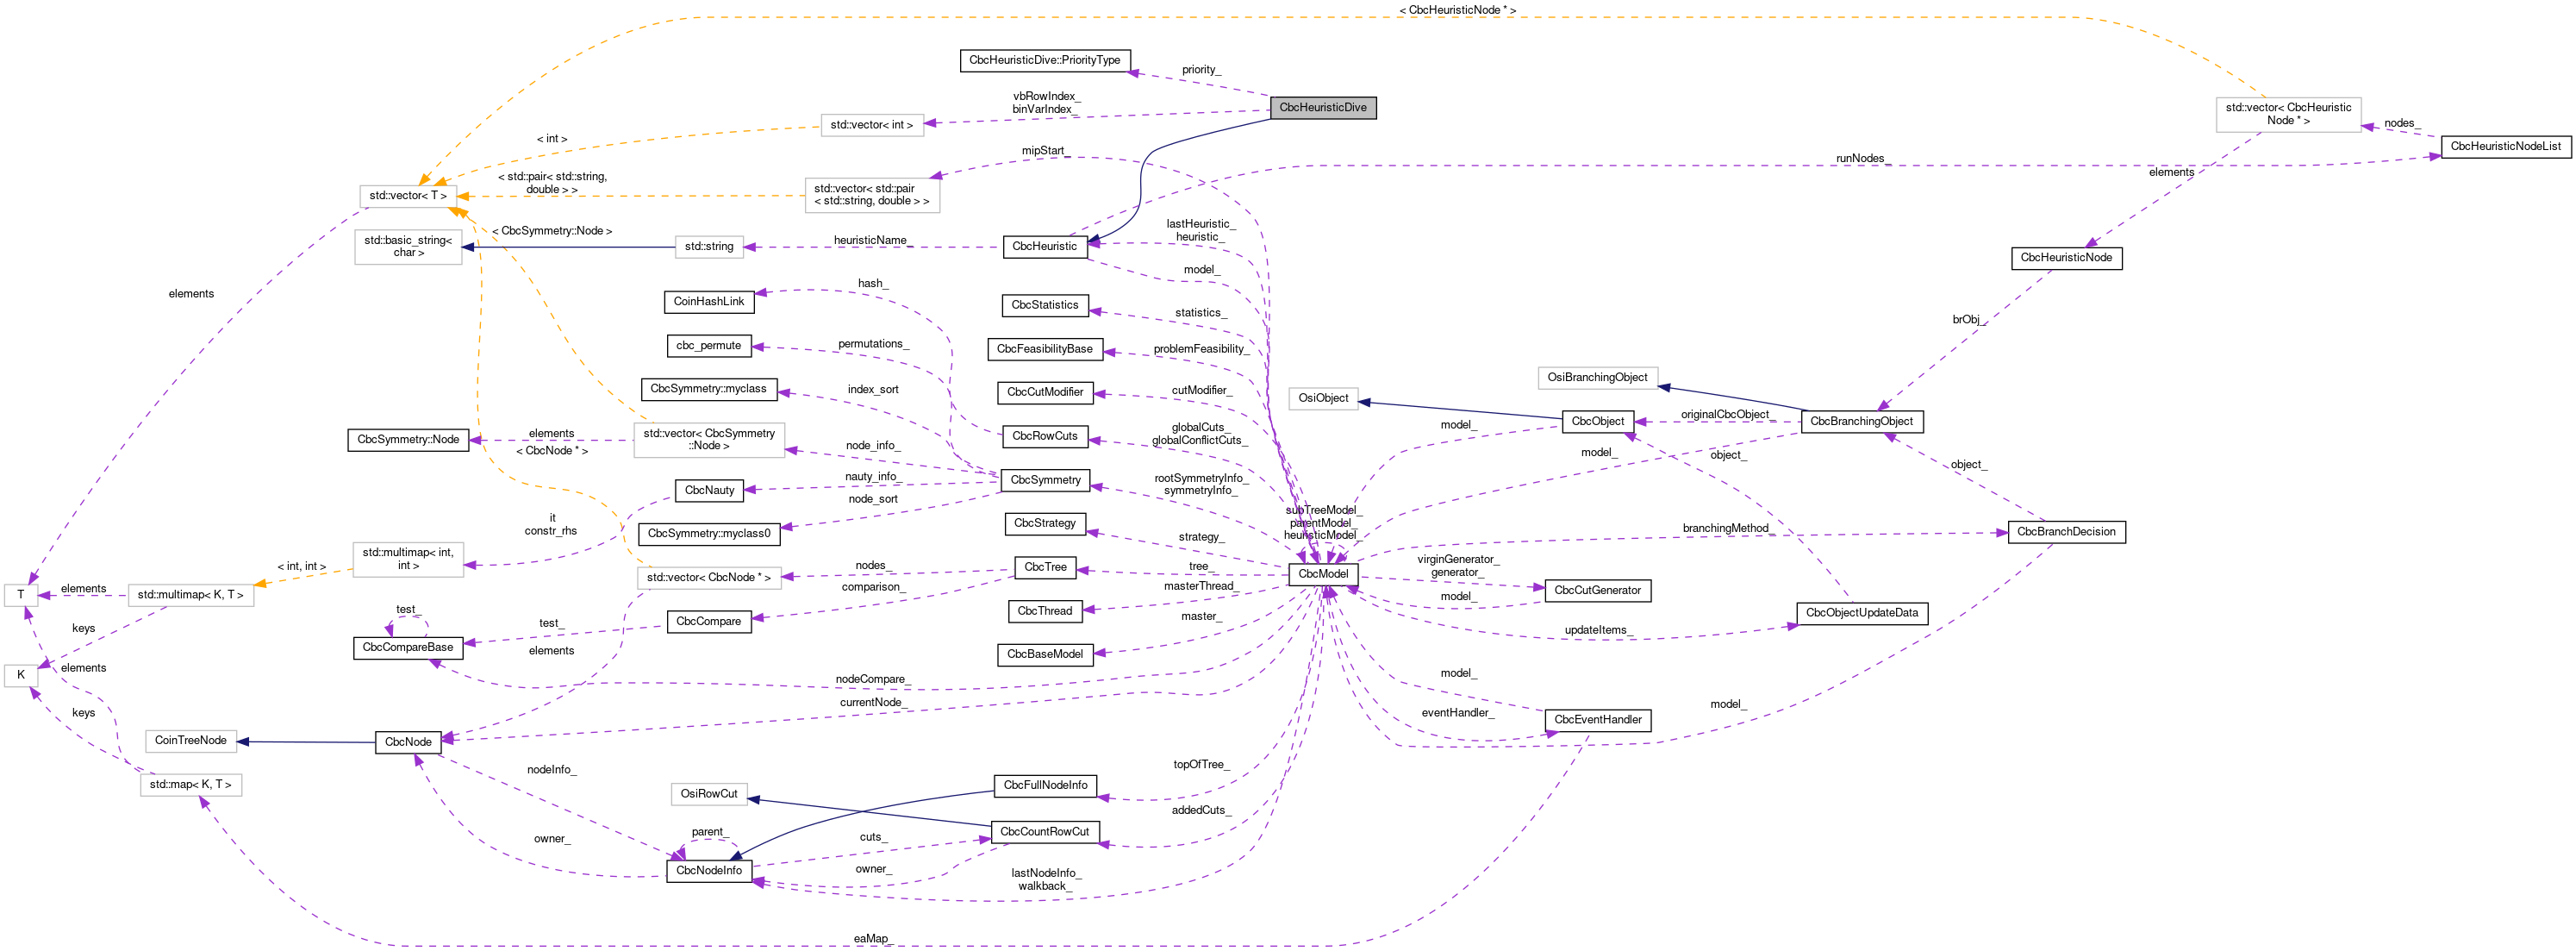 < CbcHeuristicNode * >
CbcHeuristicDive::PriorityType
priority_
vbRowIndex_
binVarIndex_
CbcHeuristicDive
std::vector< CbcHeuristic
Node * >
nodes_
CbcHeuristicNodeList
std::vector< int >
< int >
mipStart_
runNodes_
elements
< std::pair< std::string,
double > >
std::vector< std::pair
< std::string, double > >
std::vector< T >
< CbcSymmetry::Node >
std::basic_string<
char >
std::string
heuristicName_
CbcHeuristic
lastHeuristic_
heuristic_
model_
CbcHeuristicNode
elements
hash_
CoinHashLink
CbcStatistics
statistics_
brObj_
cbc_permute
permutations_
CbcFeasibilityBase
problemFeasibility_
CbcSymmetry::myclass
index_sort
CbcCutModifier
cutModifier_
OsiObject
OsiBranchingObject
originalCbcObject_
CbcObject
CbcBranchingObject
model_
model_
object_
object_
CbcSymmetry::Node
elements
< CbcNode * >
std::vector< CbcSymmetry
::Node >
node_info_
CbcRowCuts
globalCuts_
globalConflictCuts_
CbcSymmetry
rootSymmetryInfo_
symmetryInfo_
CbcNauty
nauty_info_
node_sort
CbcSymmetry::myclass0
it
constr_rhs
CbcStrategy
strategy_
subTreeModel_
parentModel_
heuristicModel_
branchingMethod_
CbcBranchDecision
std::multimap< int,
int >
< int, int >
std::multimap< K, T >
elements
T
keys
std::vector< CbcNode * >
nodes_
comparison_
CbcTree
tree_
CbcModel
virginGenerator_
generator_
model_
CbcCutGenerator
CbcThread
masterThread_
CbcObjectUpdateData
updateItems_
test_
CbcCompareBase
test_
CbcCompare
elements
CbcBaseModel
master_
K
elements
keys
nodeCompare_
currentNode_
model_
model_
eventHandler_
CbcEventHandler
CoinTreeNode
CbcNode
std::map< K, T >
nodeInfo_
topOfTree_
CbcFullNodeInfo
OsiRowCut
addedCuts_
CbcCountRowCut
parent_
cuts_
owner_
owner_
CbcNodeInfo
lastNodeInfo_
walkback_
eaMap_